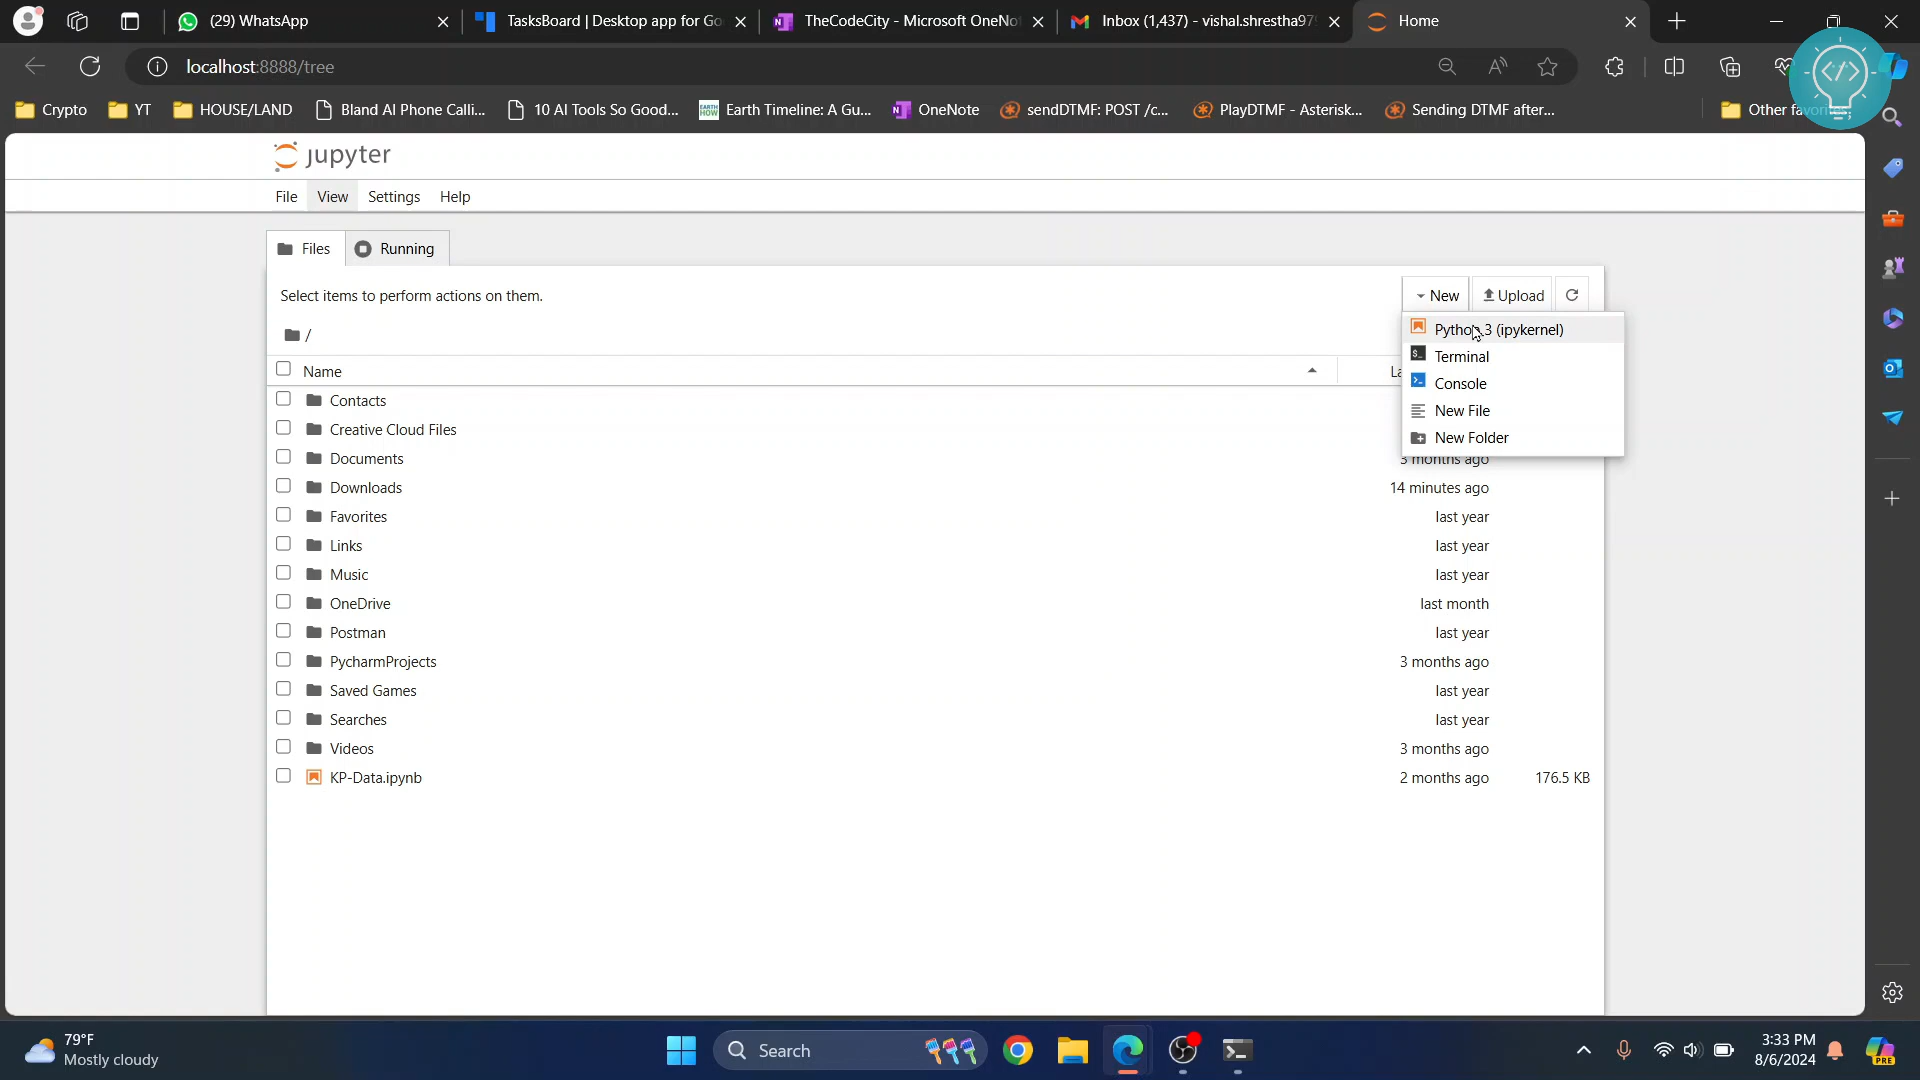 (29) WhatsApp
TasksBoard | Desktop app for Go
TheCodeCity - Microsoft OneNo
Inbox (1,437) - vishal.shrestha97
Home
localhost:8888/tree
Crypto
YT
HOUSE/LAND
Bland AI Phone Calli...
10 AI Tools So Good...
Earth Timeline: A Gu...
OneNote
sendDTMF: POST /c...
PlayDTMF - Asterisk...
Sending DTMF after...
Other
jupyter
File View Settings Help
Files
Running
Select items to perform actions on them.
New
Upload
/
Python 3 (ipykernel)
Terminal
Console
New File
New Folder
Name
Contacts
Creative Cloud Files
Documents 3 months ago
Downloads 14 minutes ago
Favorites last year
Links last year
Music last year
OneDrive last month
Postman last year
PycharmProjects 3 months ago
Saved Games last year
Searches last year
Videos 3 months ago
KP-Data.ipynb 2 months ago 176.5 KB
79°F
Mostly cloudy
Search
3:33 PM
8/6/2024
PRE